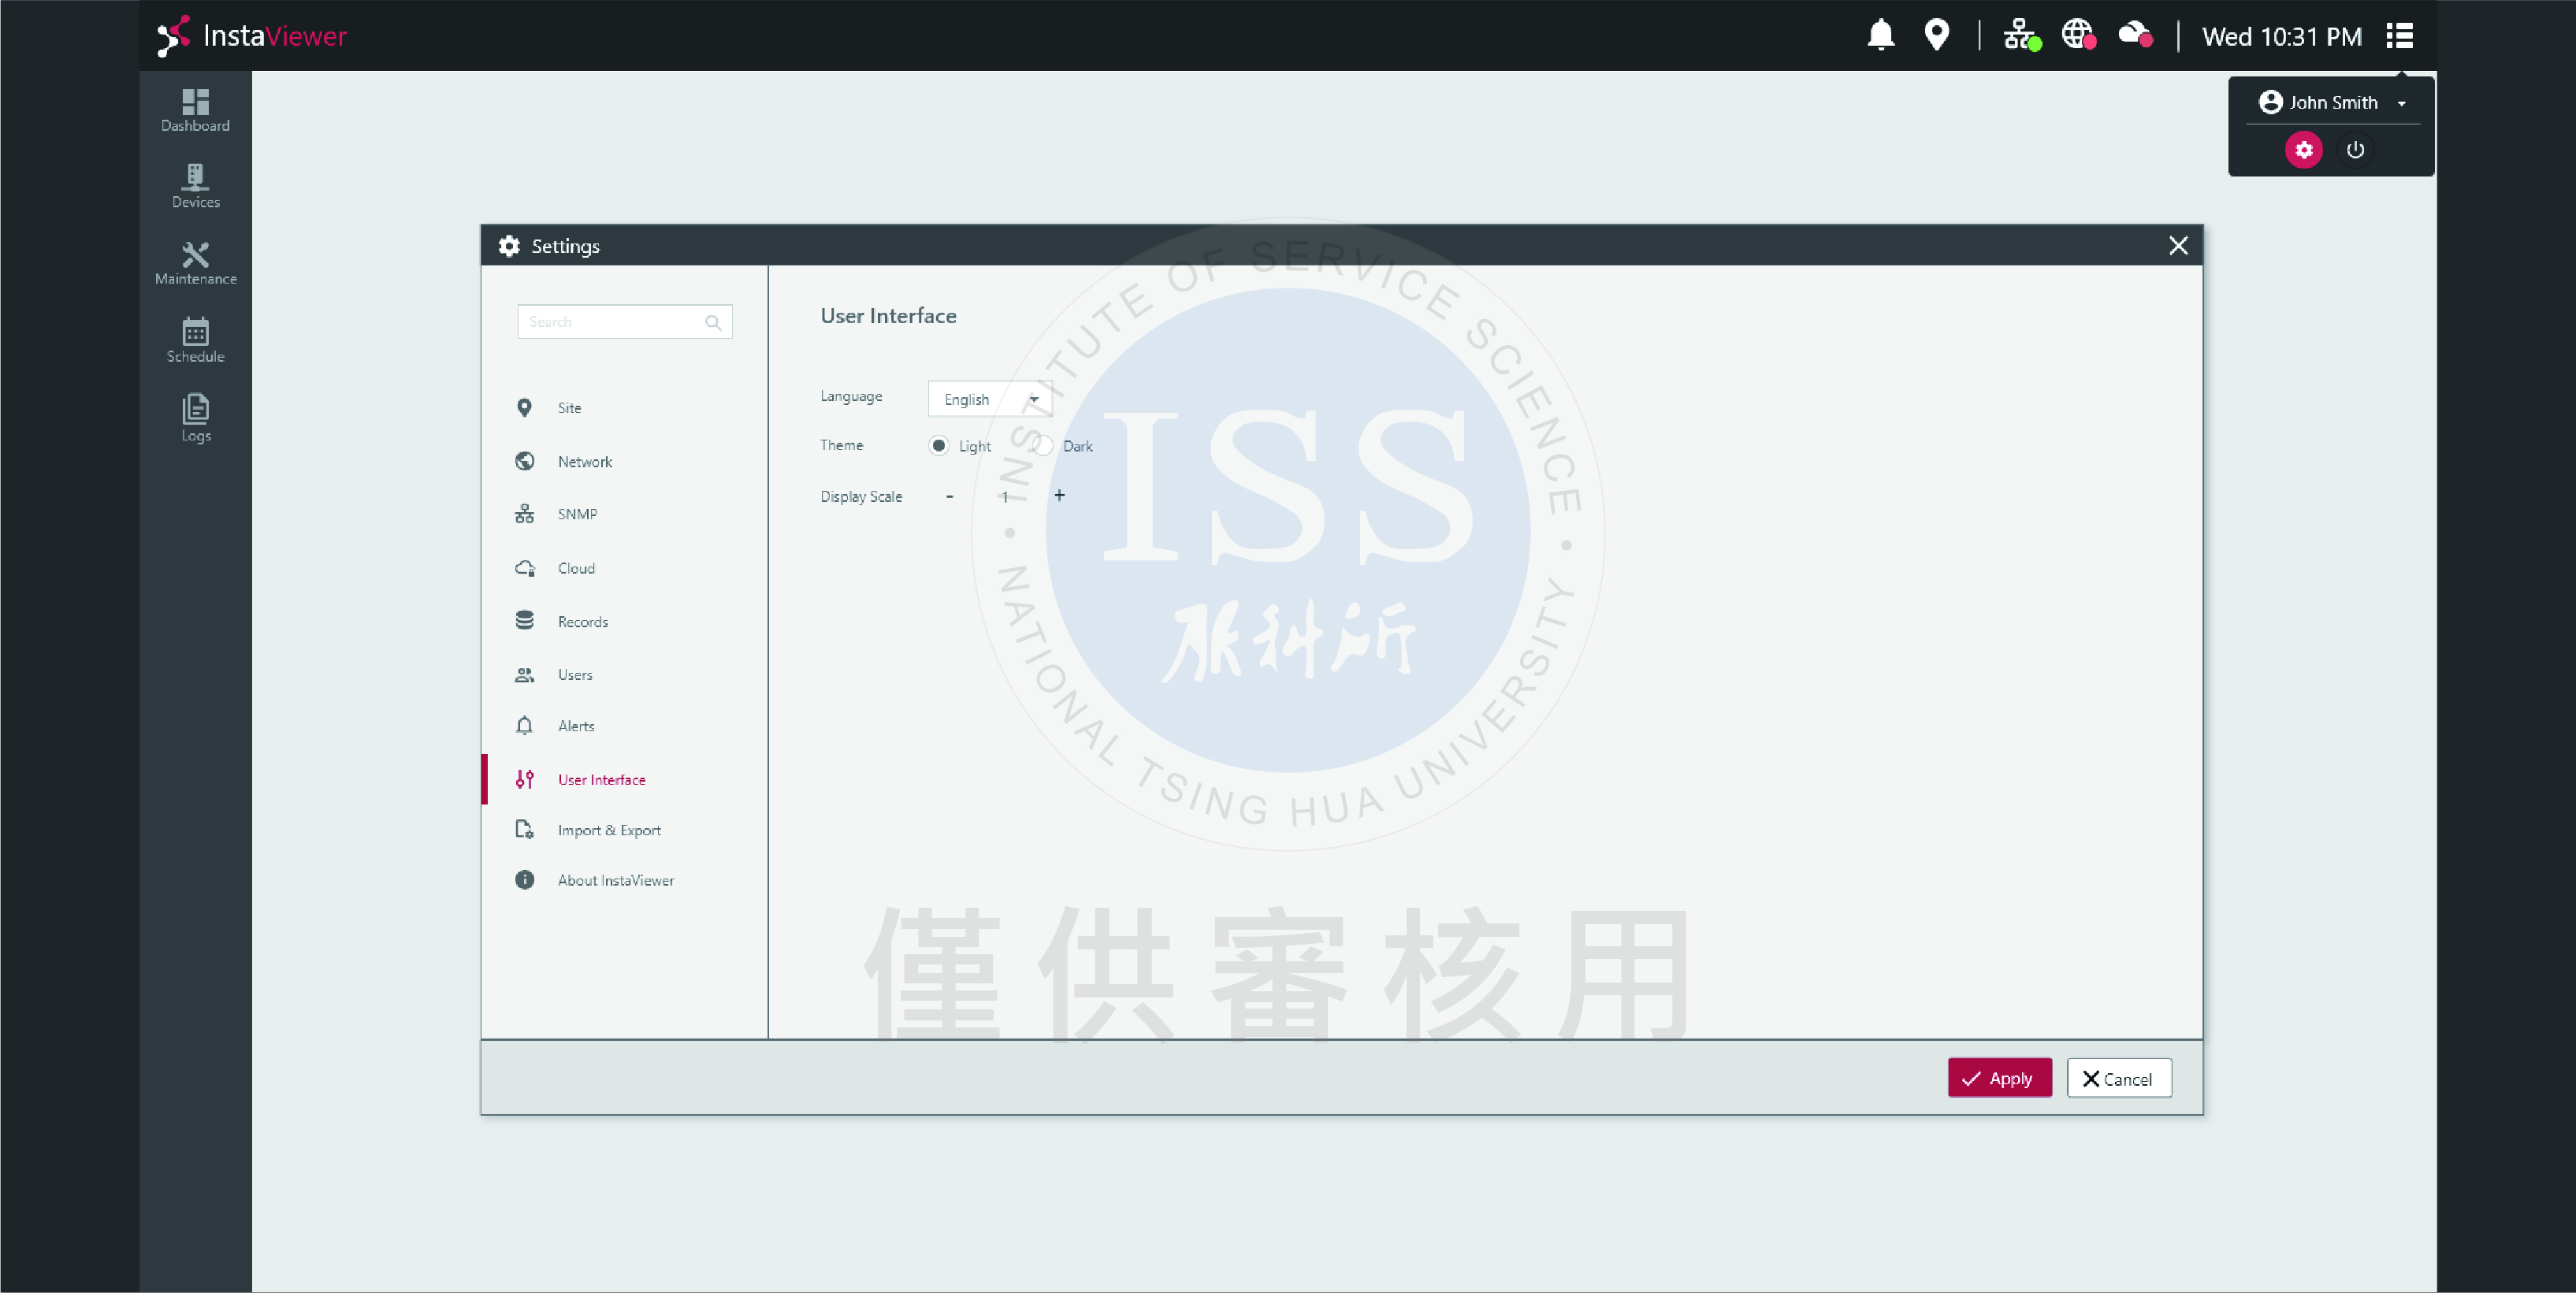 InstaViewer
Wed 10:31 PM
John Smith
Dashboard
Devices
Maintenance
Schedule
Logs
Settings
Search
Site
Network
SNMP
Cloud
Records
Users
Alerts
User Interface
Import & Export
About InstaViewer
User Interface
Language English
Theme Light Dark
Display Scale - 1 +
INSTITUTE OF SERVICE SCIENCE
ISS
服科所
NATIONAL TSING HUA UNIVERSITY
僅供審核用
Apply
Cancel